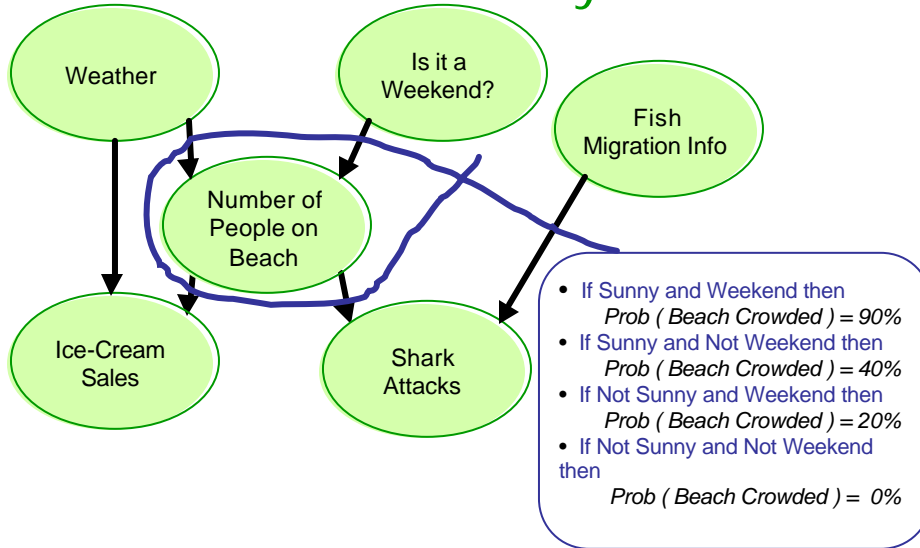 Weather
Is it a
Weekend?
Fish
Migration Info
Number of
People on
Beach
Ice-Cream
Sales
Shark
Attacks
• If Sunny and Weekend then
Prob ( Beach Crowded ) = 90%
• If Sunny and Not Weekend then
Prob ( Beach Crowded ) = 40%
• If Not Sunny and Weekend then
Prob ( Beach Crowded ) = 20%
• If Not Sunny and Not Weekend
then
Prob ( Beach Crowded ) = 0%